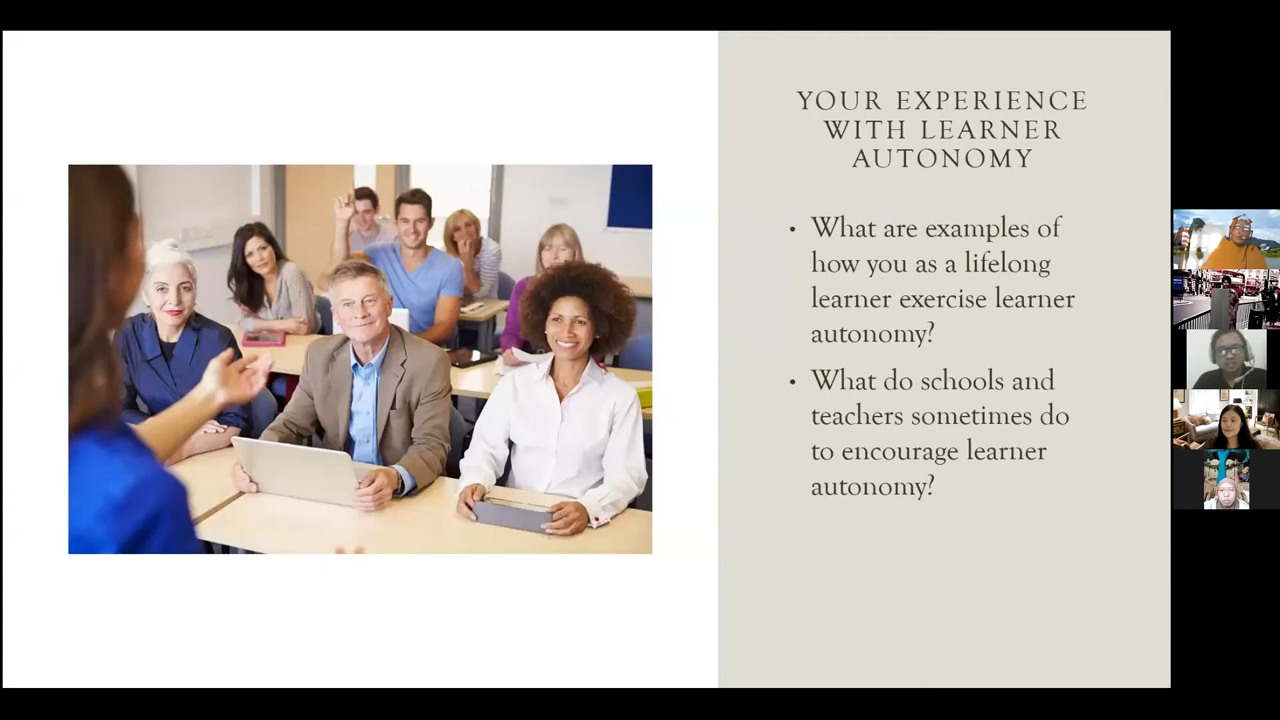 YOUR EXPERIENCE
WITH LEARNER
AUTONOMY
• What are examples of
how you as a lifelong
learner exercise learner
autonomy?
• What do schools and
teachers sometimes do
to encourage learner
autonomy?